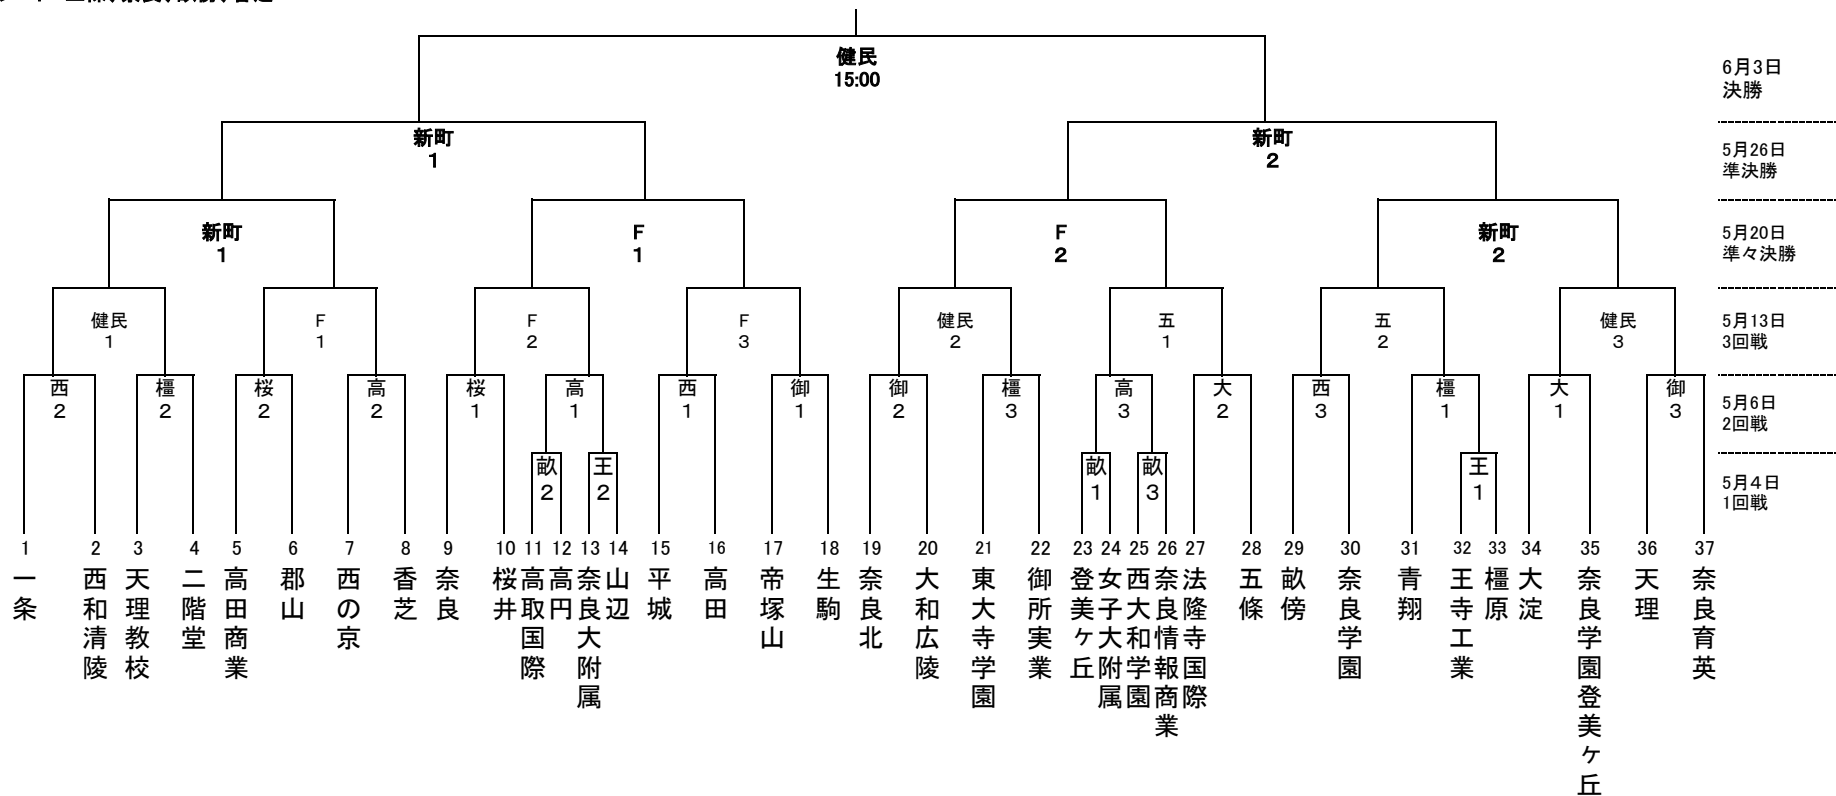 健民
15:00
6月3日
決勝
新町
1
新町
2
5月26日
準決勝
新町
1
F
1
F
2
新町
2
5月20日
準々決勝
健民
1
F
1
F
2
F
3
健民
2
五
1
五
2
健民
3
5月13日
3回戦
西
2
橿
2
桜
2
高
2
桜
1
高
1
西
1
御
1
御
2
橿
3
高
3
大
2
西
3
橿
1
大
1
御
3
5月6日
2回戦
畝
2
王
2
畝
1
畝
3
王
1
5月4日
1回戦
1
一条
2
西和清陵
3
天理教校
4
二階堂
5
高田商業
6
郡山
7
西の京
8
香芝
9
奈良
10
桜井
11
高取国際
12
高円
13
奈良大附属
14
山辺
15
平城
16
高田
17
帝塚山
18
生駒
19
奈良北
20
大和広陵
21
東大寺学園
22
御所実業
23
登美ヶ丘
24
女子大附属
25
西大和学園
26
奈良情報商業
27
法隆寺国際
28
五條
29
畝傍
30
奈良学園
31
青翔
32
王寺工業
33
橿原
34
大淀
35
奈良学園登美ヶ丘
36
天理
37
奈良育英